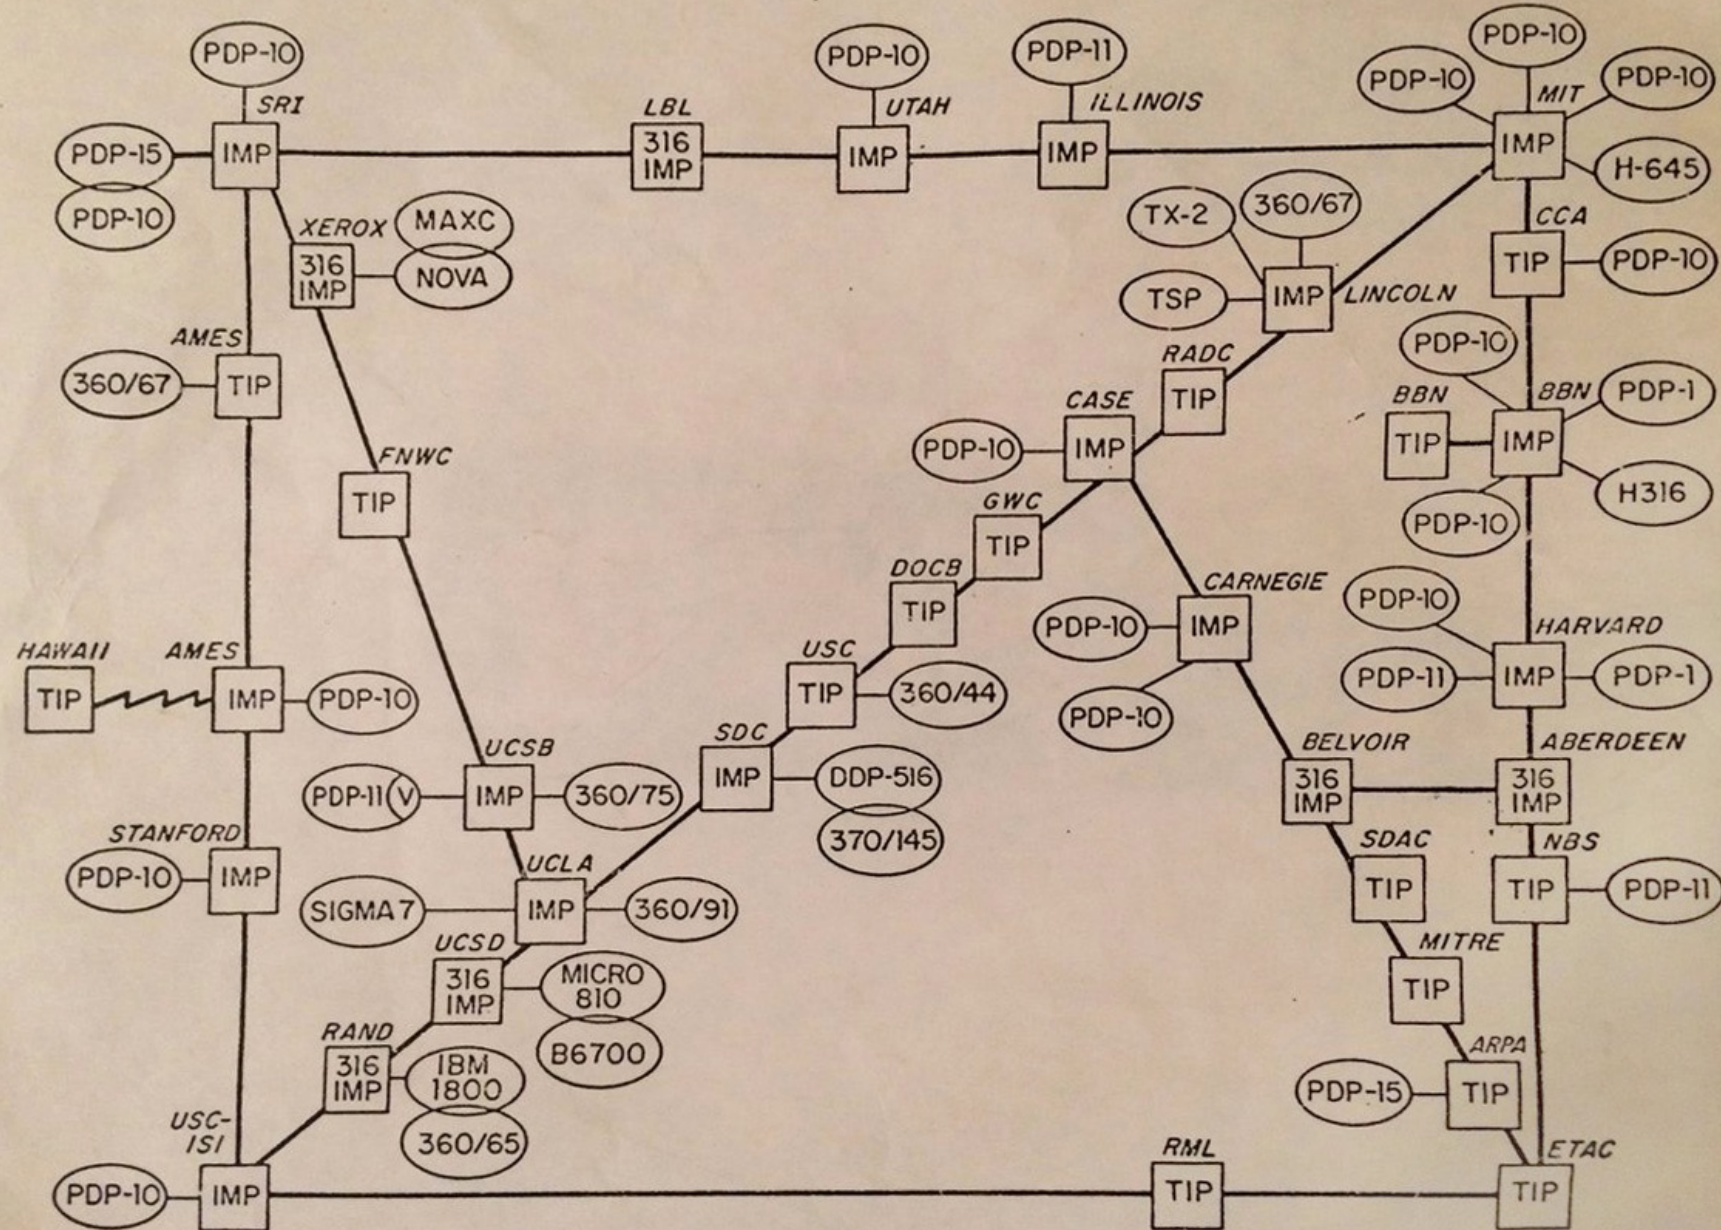 PDP-10
PDP-10
PDP-11
PDP-10
PDP-10
PDP-10
SRI
LBL
UTAH
ILLINOIS
MIT
PDP-15
IMP
316
IMP
IMP
IMP
IMP
H-645
PDP-10
XEROX
MAXC
NOVA
316
IMP
TX-2
360/67
CCA
TIP
PDP-10
TSP
IMP
LINCOLN
AMES
360/67
TIP
RADC
TIP
PDP-10
BBN
TIP
BBN
IMP
PDP-1
H316
PDP-10
CASE
PDP-10
IMP
FNWC
TIP
GWC
TIP
DOCB
TIP
CARNEGIE
PDP-10
IMP
PDP-10
PDP-10
HARVARD
PDP-11
IMP
PDP-1
HAWAII
TIP
AMES
IMP
PDP-10
USC
TIP
360/44
SDC
IMP
DDP-516
370/145
UCSB
PDP-11
V
IMP
360/75
BELVOIR
316
IMP
ABERDEEN
316
IMP
STANFORD
PDP-10
IMP
UCLA
SIGMA 7
IMP
360/91
SDAC
TIP
NBS
TIP
PDP-11
UCSD
316
IMP
MICRO
810
B6700
MITRE
TIP
RAND
316
IMP
IBM
1800
360/65
ARPA
PDP-15
TIP
USC-
ISI
PDP-10
IMP
RML
TIP
ETAC
TIP